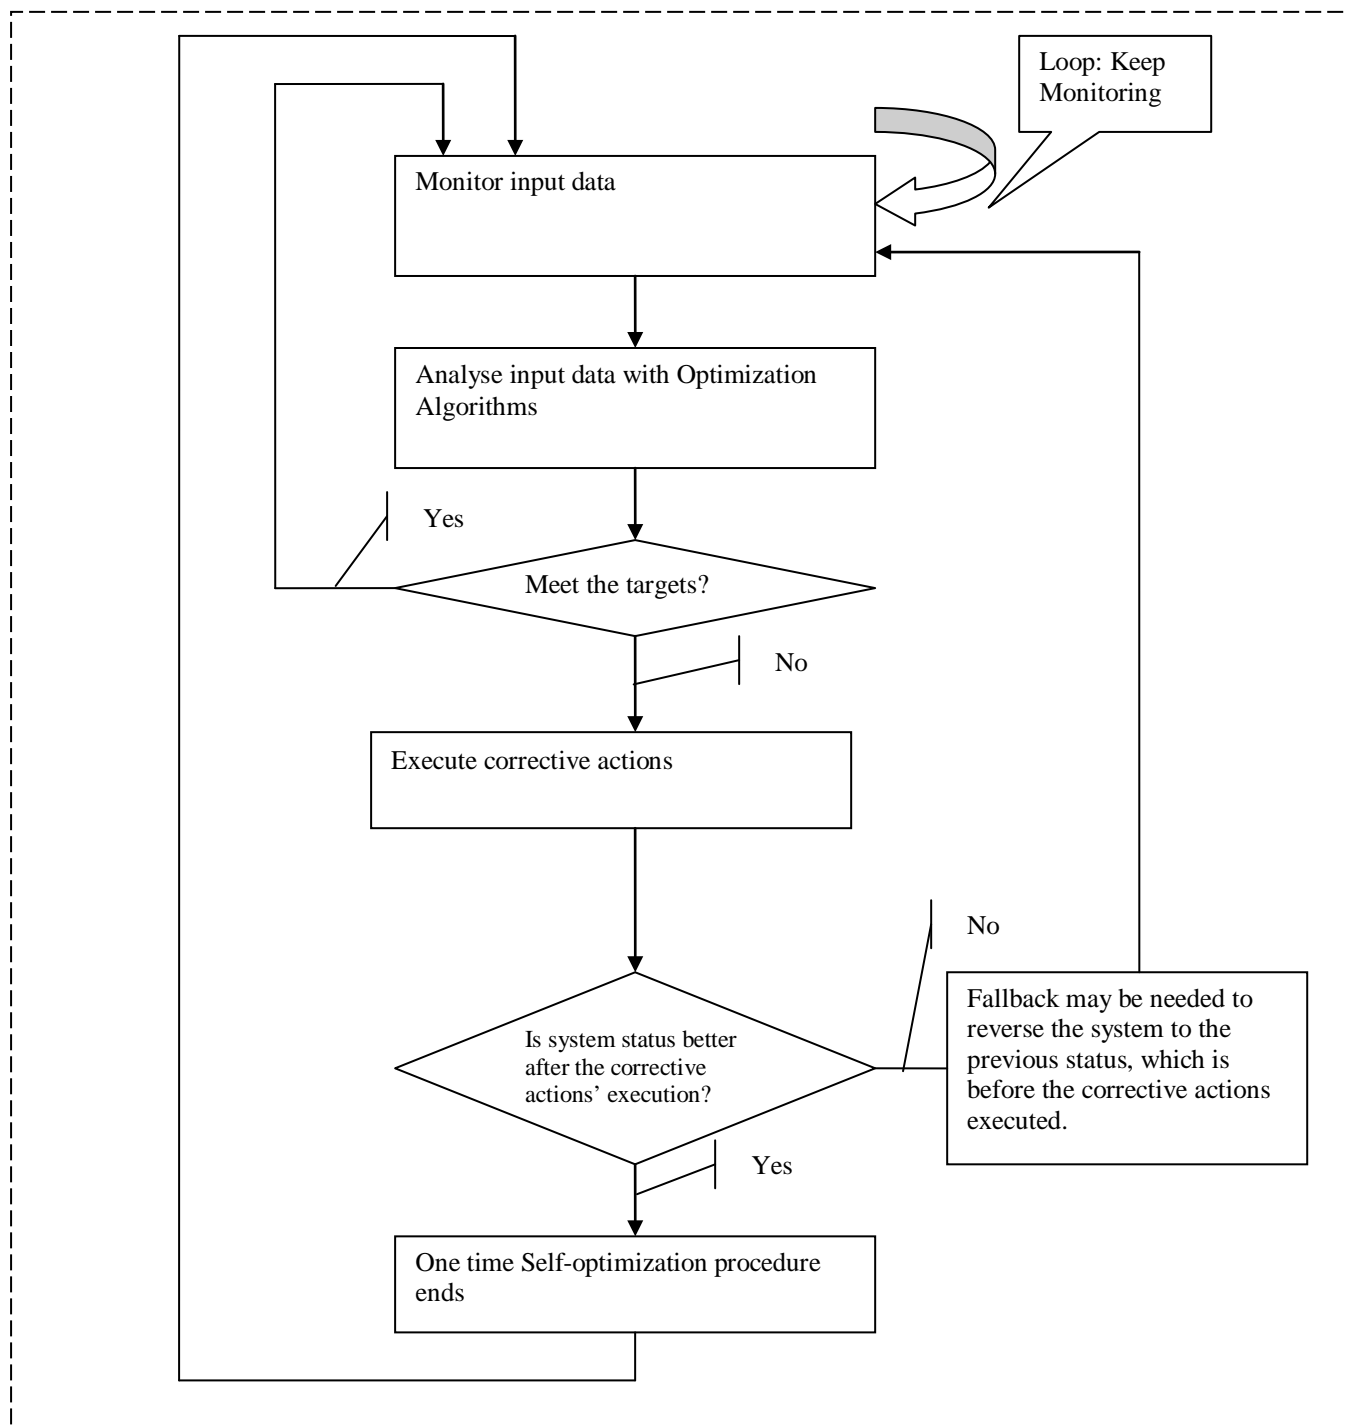 Loop: Keep
Monitoring
Monitor input data
Analyse input data with Optimization
Algorithms
Yes
Meet the targets?
No
Execute corrective actions
No
Is system status better
after the corrective
actions’ execution?
Fallback may be needed to
reverse the system to the
previous status, which is
before the corrective actions
executed.
Yes
One time Self-optimization procedure
ends